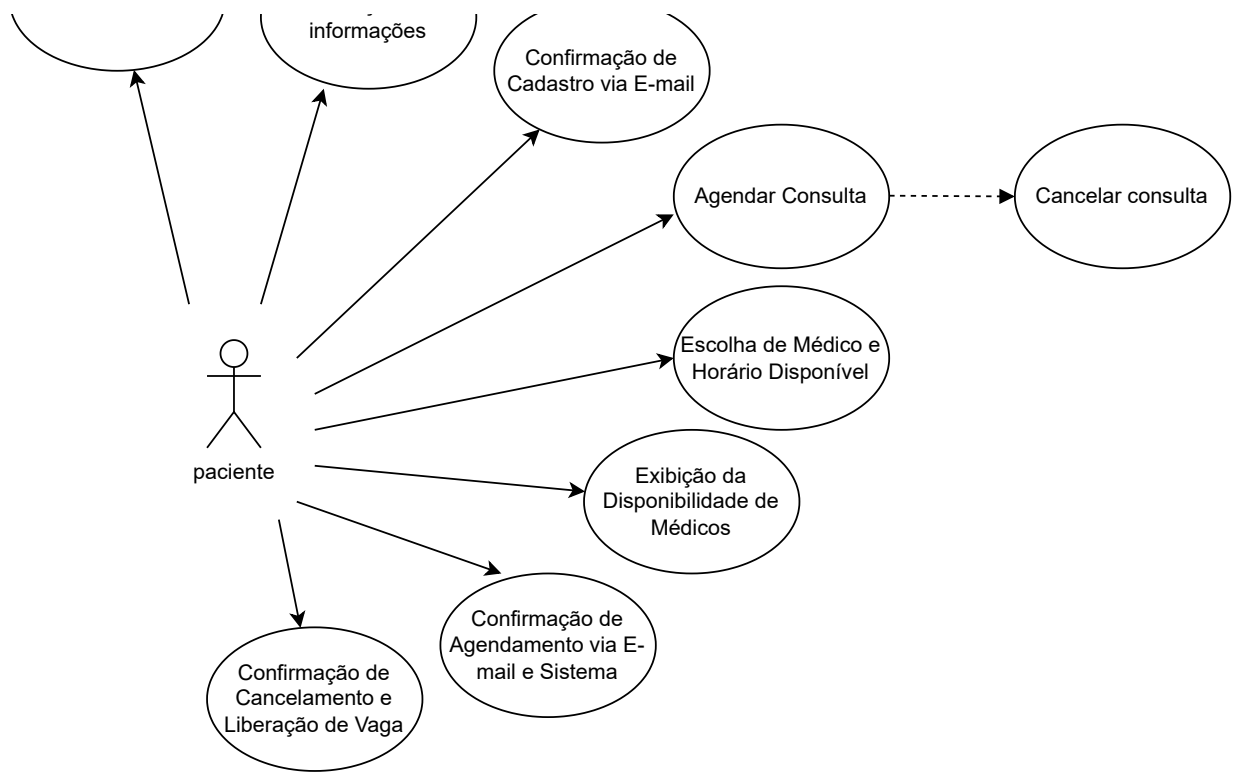 informações
Confirmação de
Cadastro via E-mail
Agendar Consulta
Cancelar consulta
Escolha de Médico e
Horário Disponível
Exibição da
Disponibilidade de
Médicos
paciente
Confirmação de
Agendamento via E-
mail e Sistema
Confirmação de
Cancelamento e
Liberação de Vaga